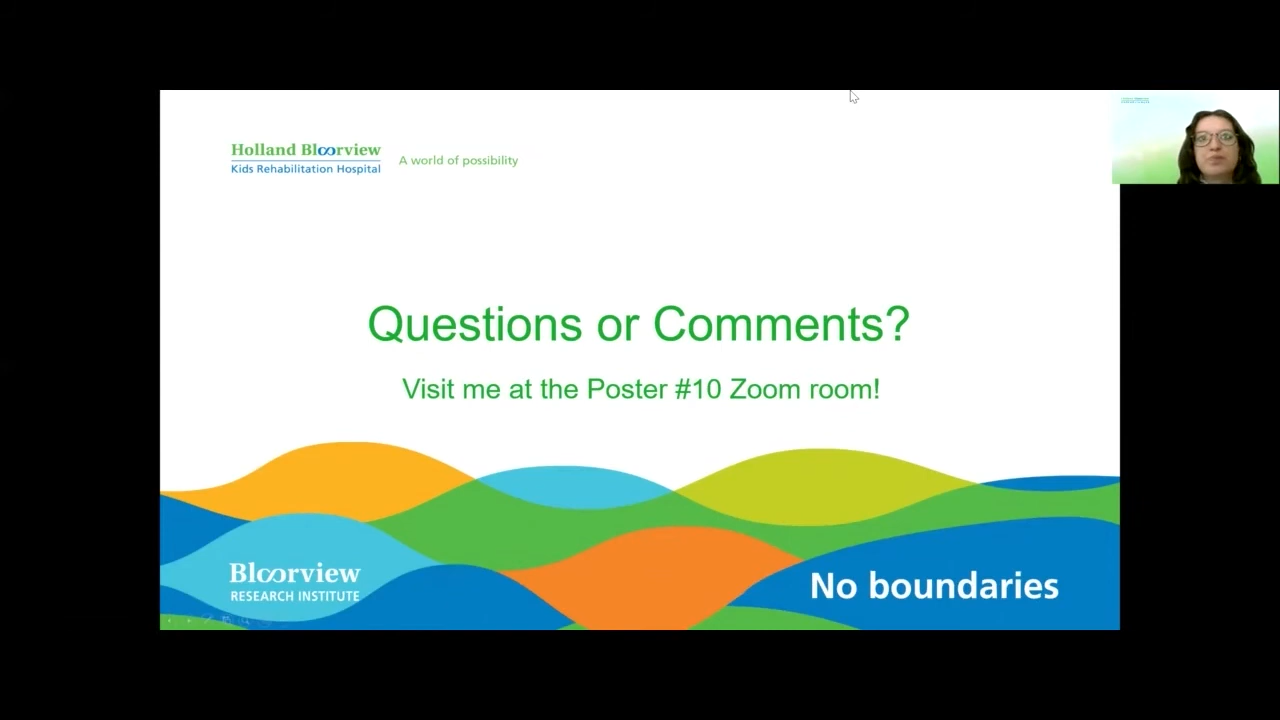 Holland Bloorview
Kids Rehabilitation Hospital
A world of possibility
Questions or Comments?
Visit me at the Poster #10 Zoom room!
Bloorview
RESEARCH INSTITUTE
No boundaries